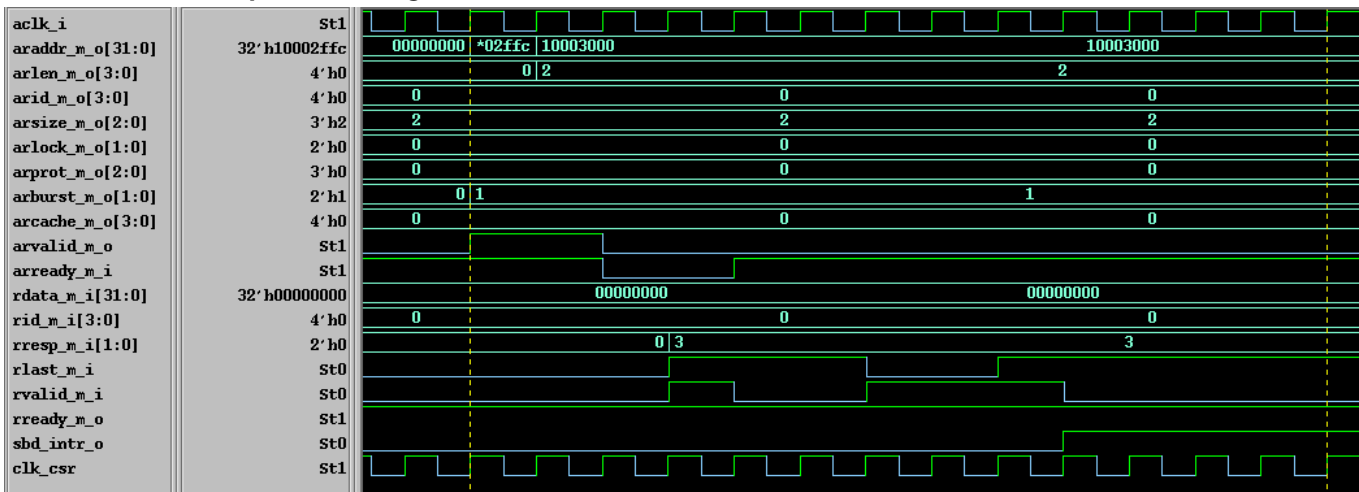 aclk_i St1
araddr_m_o[31:0] 32'h10002ffc 00000000 *02ffc 10003000 10003000
arlen_m_o[3:0] 4'h0 0 2 2
arid_m_o[3:0] 4'h0 0 0 0
arsize_m_o[2:0] 3'h2 2 2 2
arlock_m_o[1:0] 2'h0 0 0 0
arprot_m_o[2:0] 3'h0 0 0 0
arburst_m_o[1:0] 2'h1 0 1 1
arcache_m_o[3:0] 4'h0 0 0 0
arvalid_m_o St1
arready_m_i St1
rdata_m_i[31:0] 32'h00000000 00000000 00000000
rid_m_i[3:0] 4'h0 0 0 0
rresp_m_i[1:0] 2'h0 0 3 3
rlast_m_i St0
rvalid_m_i St0
rready_m_o St1
sbd_intr_o St0
clk_csr St1